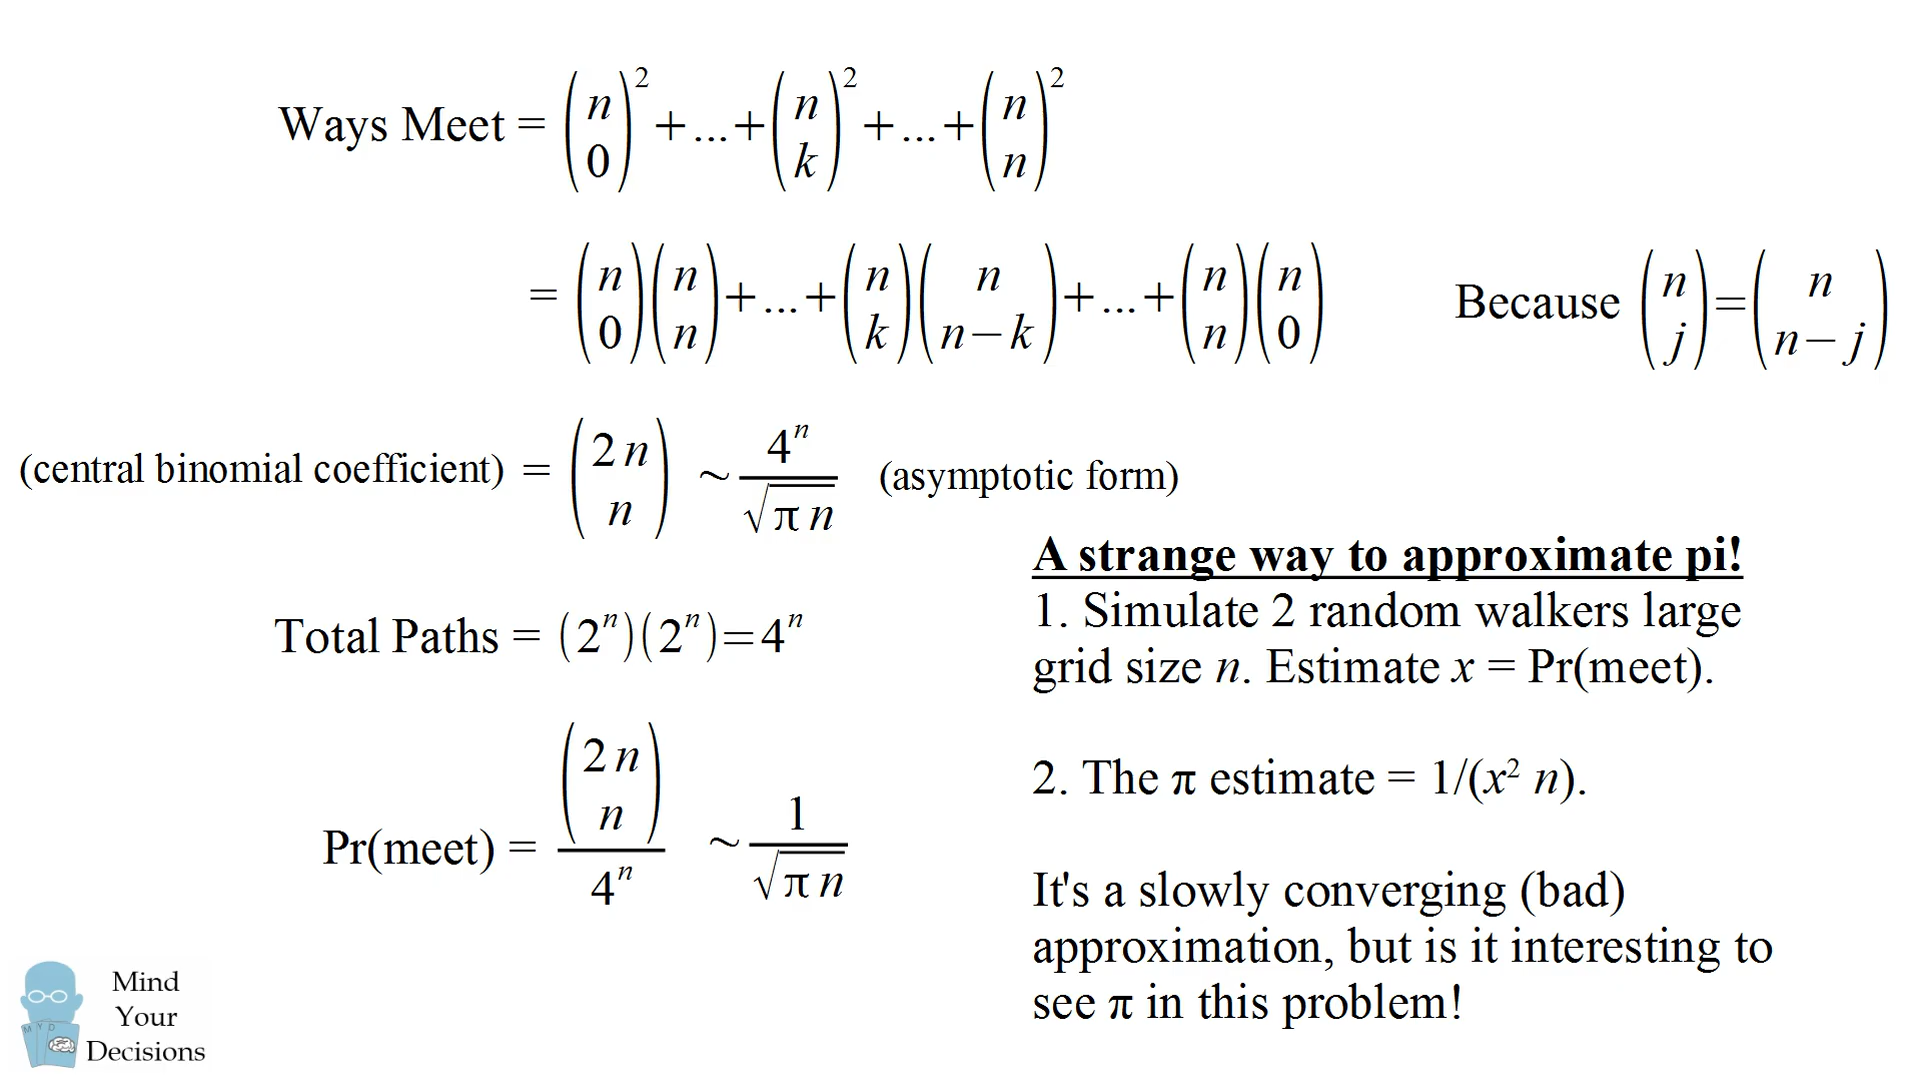 Ways Meet = (n 0)² + ... + (n k)² + ... + (n n)²
= (n 0)(n n) + ... + (n k)(n n−k) + ... + (n n)(n 0)
Because (n j) = (n n−j)
(central binomial coefficient) = (2n n) ~ 4ⁿ/√(π n) (asymptotic form)
Total Paths = (2ⁿ)(2ⁿ)=4ⁿ
Pr(meet) = (2n n)/4ⁿ ~ 1/√(π n)
A strange way to approximate pi!
1. Simulate 2 random walkers large
grid size n. Estimate x = Pr(meet).
2. The π estimate = 1/(x² n).
It's a slowly converging (bad)
approximation, but is it interesting to
see π in this problem!
M Y D
Mind
Your
Decisions